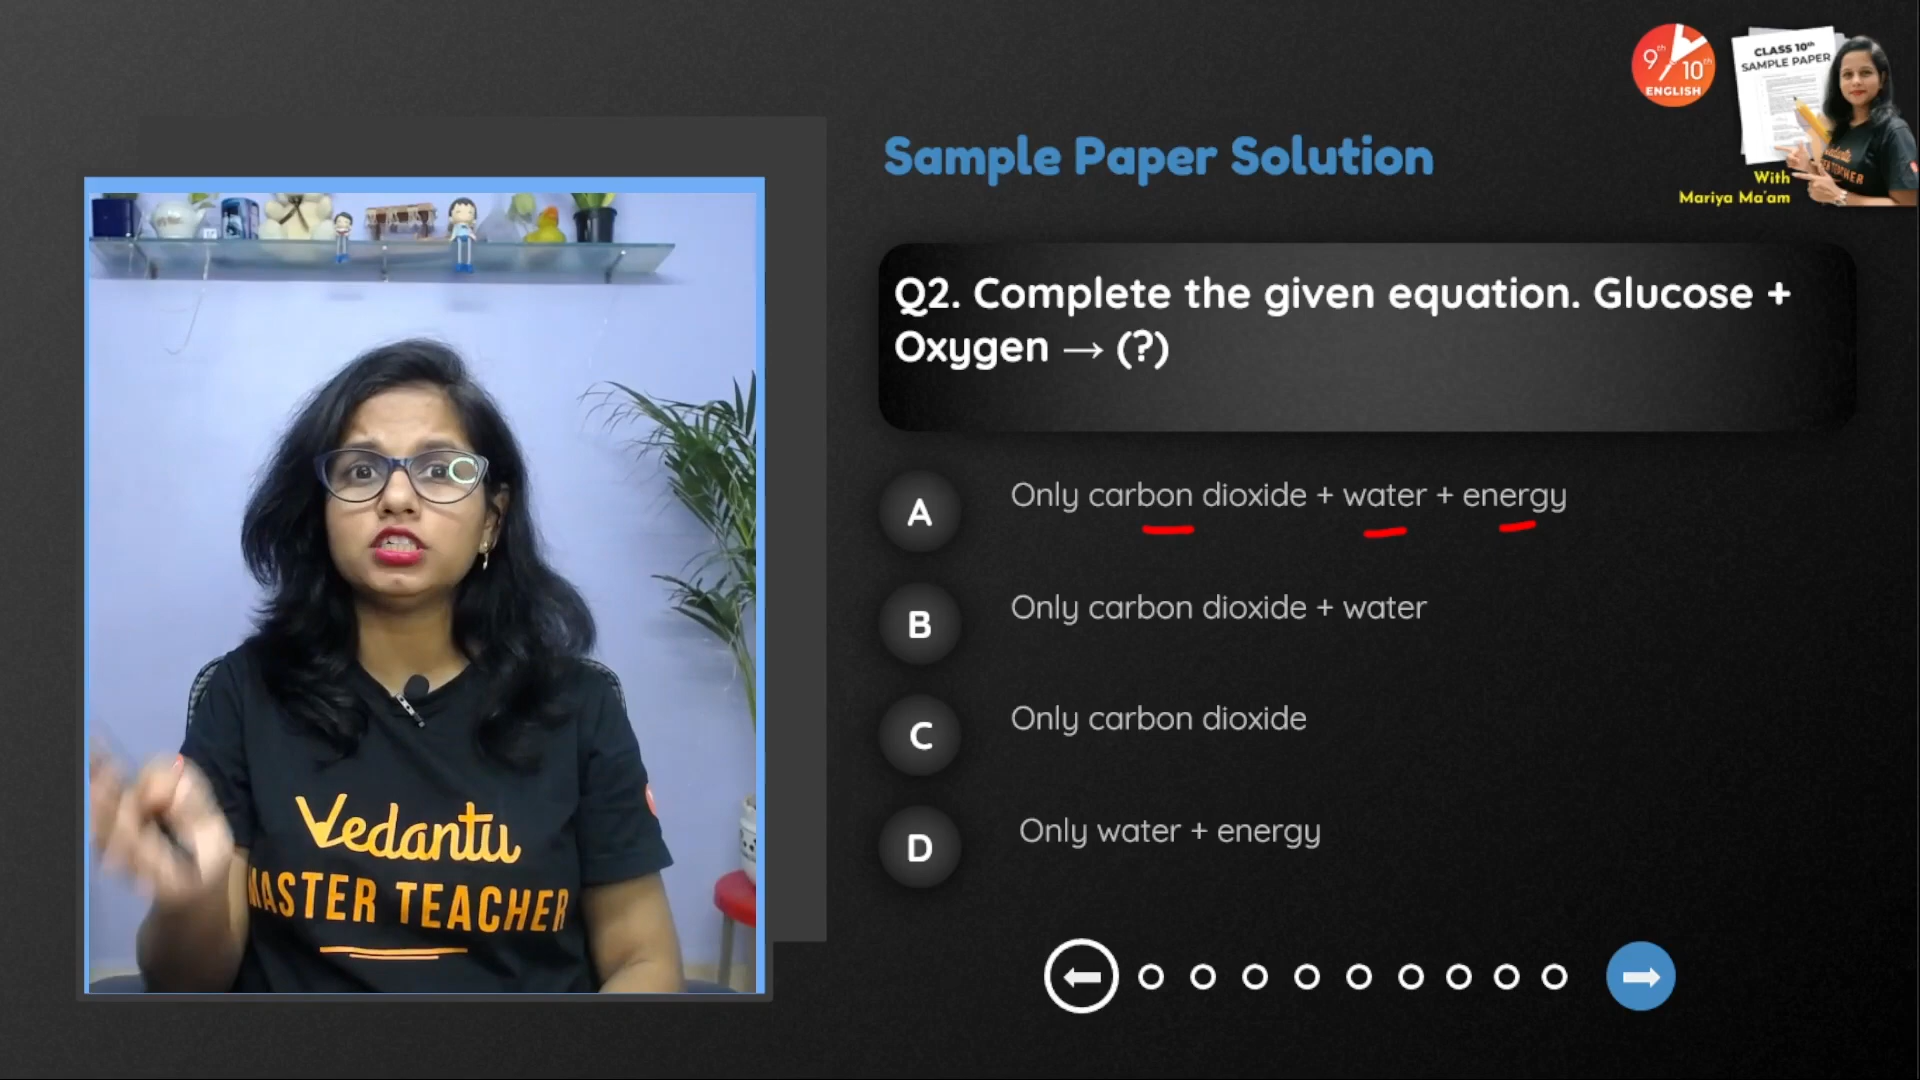 9th
10th
ENGLISH
CLASS 10th
SAMPLE PAPER
With
Mariya Ma'am
Sample Paper Solution
Q2. Complete the given equation. Glucose +
Oxygen → (?)
A Only carbon dioxide + water + energy
B Only carbon dioxide + water
C Only carbon dioxide
D Only water + energy
Vedantu
MASTER TEACHER